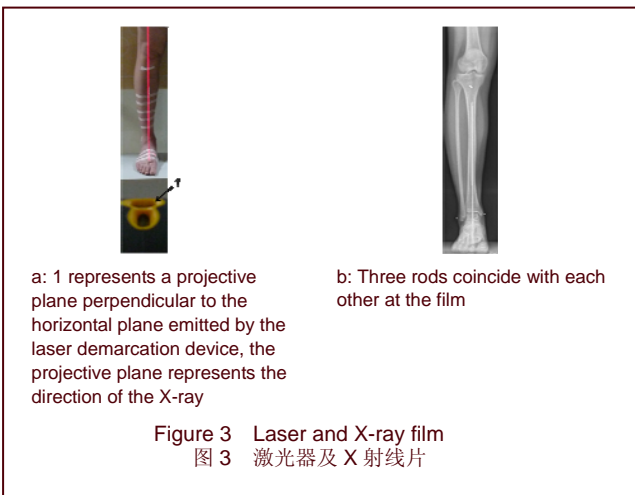 1
a: 1 represents a projective
plane perpendicular to the
horizontal plane emitted by the
laser demarcation device, the
projective plane represents the
direction of the X-ray
b: Three rods coincide with each
other at the film
Figure 3 Laser and X-ray film
图 3 激光器及 X 射线片